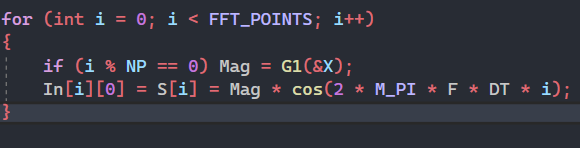 for (int i = 0; i < FFT_POINTS; i++)
{
    if (i % NP == 0) Mag = G1(&X);
    In[i][0] = S[i] = Mag * cos(2 * M_PI * F * DT * i);
}